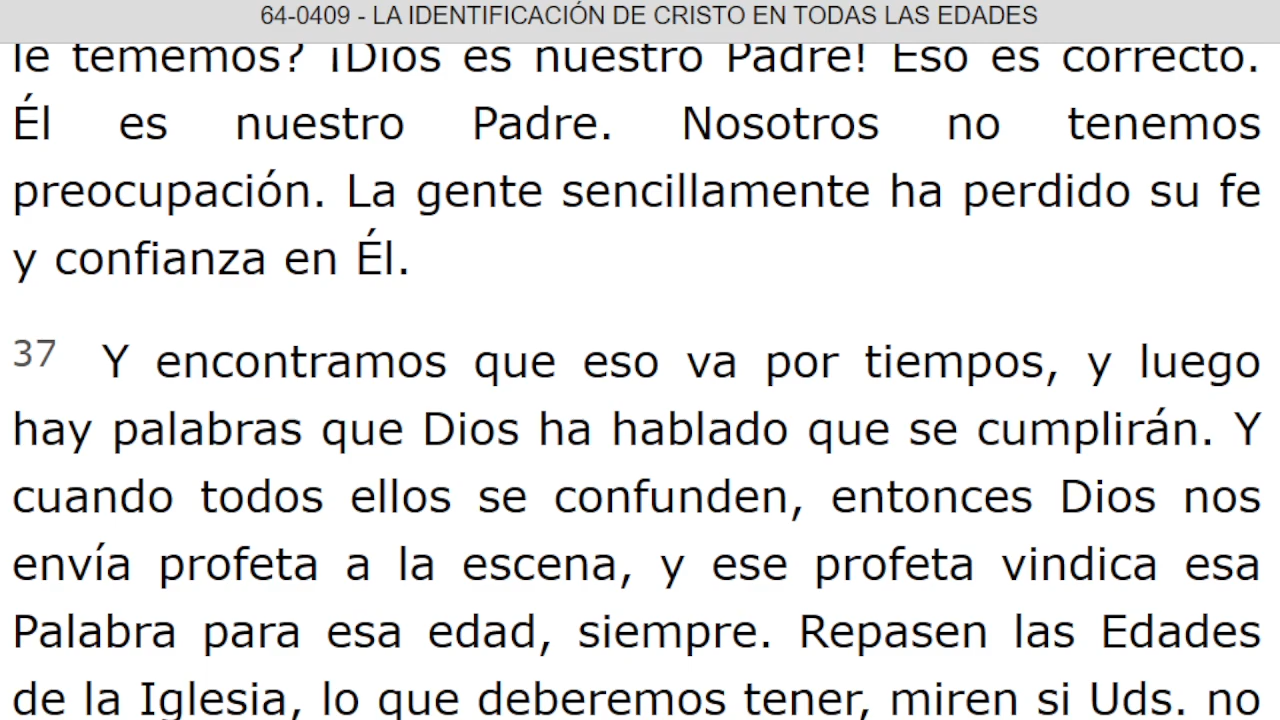 64-0409 - LA IDENTIFICACIÓN DE CRISTO EN TODAS LAS EDADES
le tememos? ¡Dios es nuestro Padre! Eso es correcto.
Él es nuestro Padre. Nosotros no tenemos
preocupación. La gente sencillamente ha perdido su fe
y confianza en Él.
37 Y encontramos que eso va por tiempos, y luego
hay palabras que Dios ha hablado que se cumplirán. Y
cuando todos ellos se confunden, entonces Dios nos
envía profeta a la escena, y ese profeta vindica esa
Palabra para esa edad, siempre. Repasen las Edades
de la Iglesia, lo que deberemos tener, miren si Uds. no